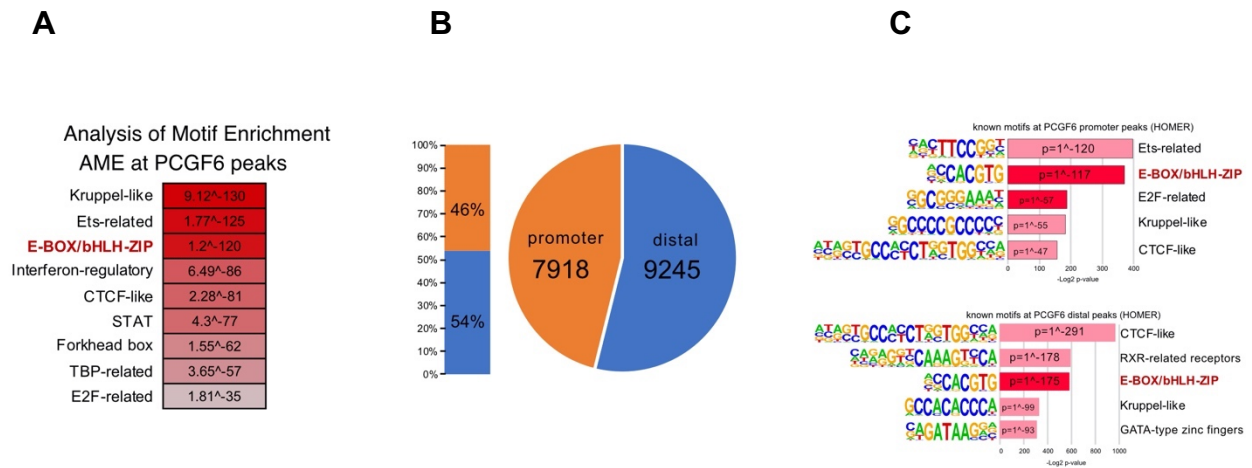 A
B
C
Analysis of Motif Enrichment
AME at PCGF6 peaks
Kruppel-like 9.12^-130
Ets-related 1.77^-125
E-BOX/bHLH-ZIP 1.2^-120
Interferon-regulatory 6.49^-86
CTCF-like 2.28^-81
STAT 4.3^-77
Forkhead box 1.55^-62
TBP-related 3.65^-57
E2F-related 1.81^-35
100%
90%
80%
70%
60%
50%
40%
30%
20%
10%
0%
46%
54%
promoter
7918
distal
9245
known motifs at PCGF6 promoter peaks (HOMER)
p=1^-120 Ets-related
CCACGTG p=1^-117 E-BOX/bHLH-ZIP
GGCGGGAAA p=1^-57 E2F-related
GGCCCCGCCCCC p=1^-55 Kruppel-like
p=1^-47 CTCF-like
0 100 200 300 400
-Log2 p-value
known motifs at PCGF6 distal peaks (HOMER)
p=1^-291 CTCF-like
p=1^-178 RXR-related receptors
CCACGTG p=1^-175 E-BOX/bHLH-ZIP
GCCACACCCA p=1^-99 Kruppel-like
p=1^-93 GATA-type zinc fingers
0 200 400 600 800 1000
-Log2 p-value